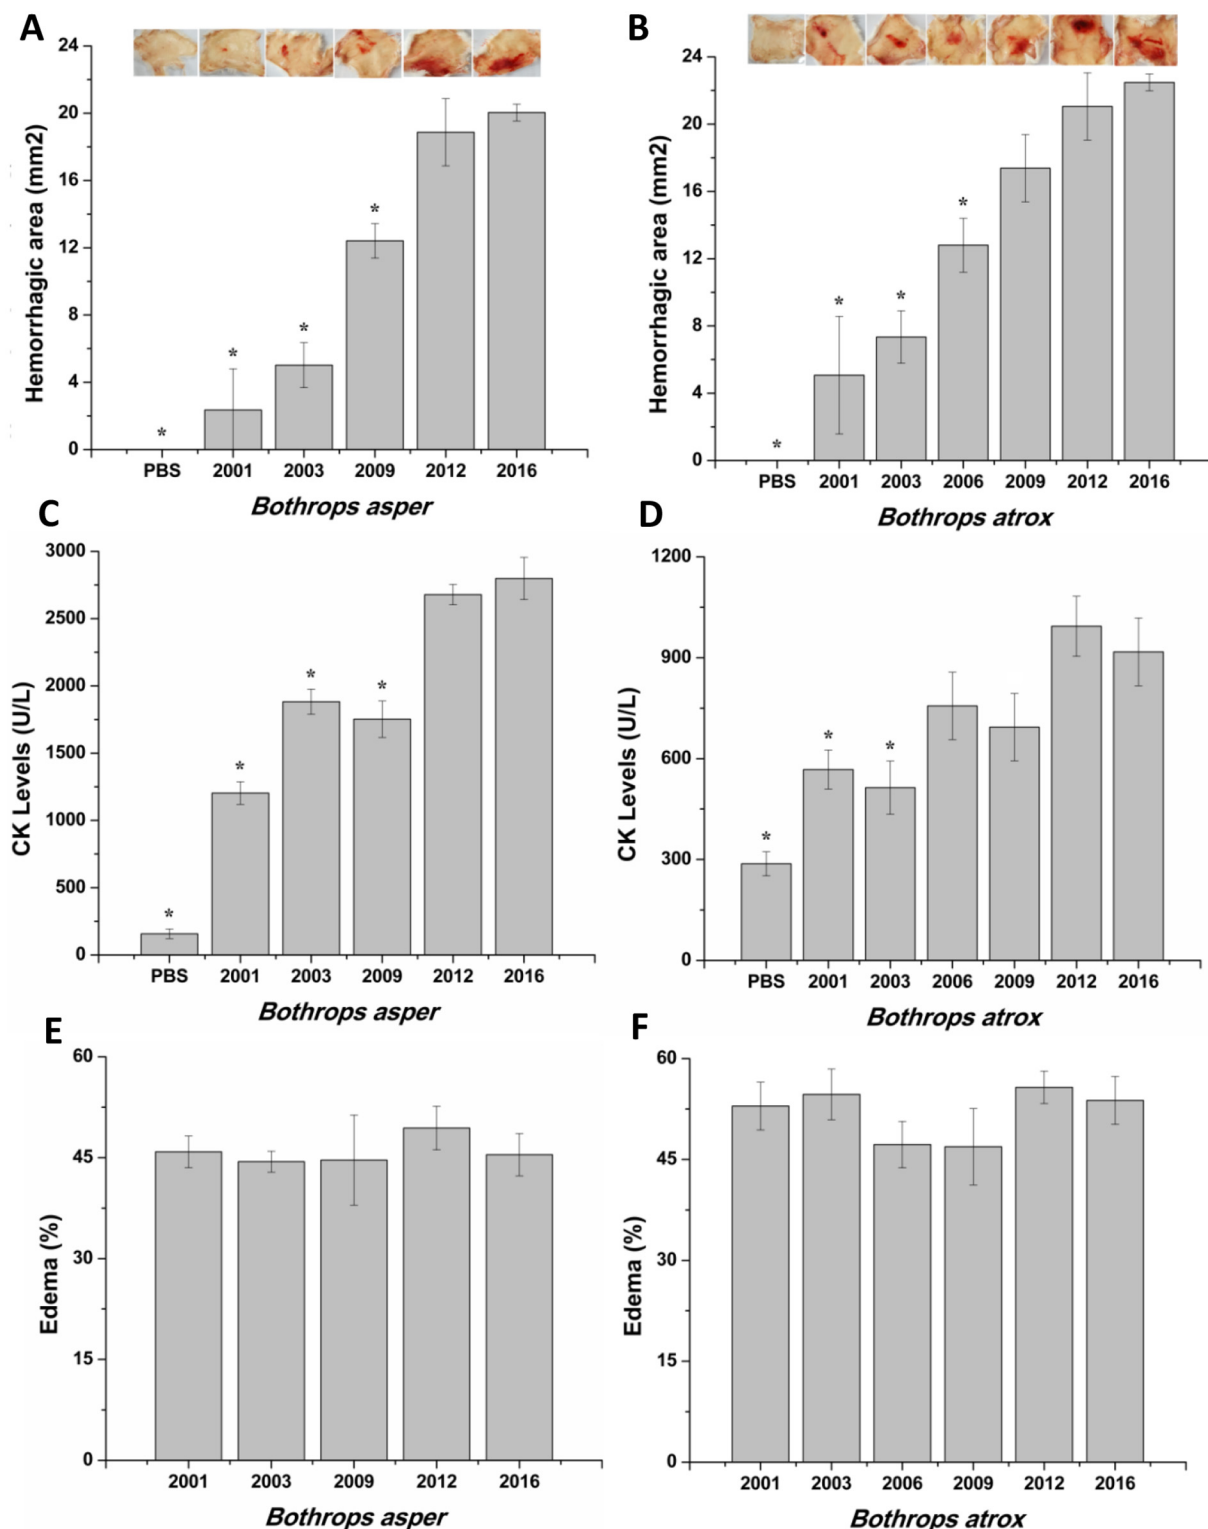 A
24
20
16
12
8
4
0
Hemorrhagic area (mm2)
*
*
*
*
PBS 2001 2003 2009 2012 2016
Bothrops asper
B
24
20
16
12
8
4
0
Hemorrhagic area (mm2)
*
*
*
*
PBS 2001 2003 2006 2009 2012 2016
Bothrops atrox
C
3000
2500
2000
1500
1000
500
0
CK Levels (U/L)
*
*
*
*
PBS 2001 2003 2009 2012 2016
Bothrops asper
D
1200
900
600
300
0
CK Levels (U/L)
*
*
*
PBS 2001 2003 2006 2009 2012 2016
Bothrops atrox
E
60
45
30
15
0
Edema (%)
2001 2003 2009 2012 2016
Bothrops asper
F
60
45
30
15
0
Edema (%)
2001 2003 2006 2009 2012 2016
Bothrops atrox